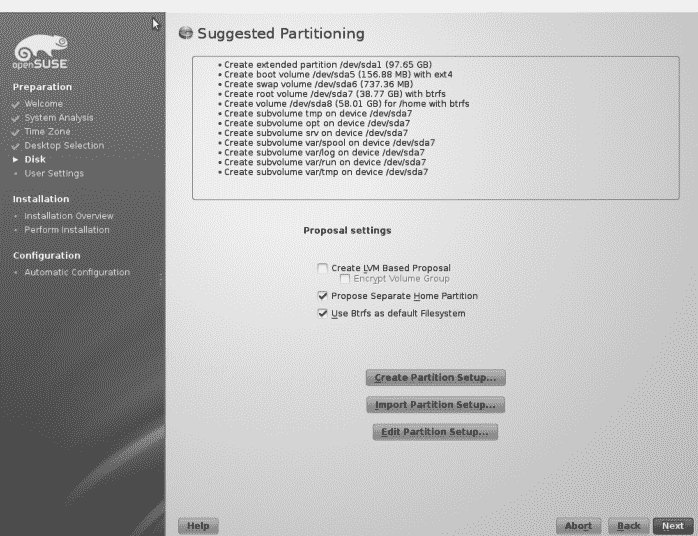 openSUSE
Preparation
Welcome
System Analysis
Time Zone
Desktop Selection
Disk
User Settings
Installation
Installation Overview
Perform Installation
Configuration
Automatic Configuration
Suggested Partitioning
• Create extended partition /dev/sda1 (97.65 GB)
• Create boot volume /dev/sda5 (156.88 MB) with ext4
• Create swap volume /dev/sda6 (737.36 MB)
• Create root volume /dev/sda7 (38.77 GB) with btrfs
• Create volume /dev/sda8 (58.01 GB) for /home with btrfs
• Create subvolume tmp on device /dev/sda7
• Create subvolume opt on device /dev/sda7
• Create subvolume srv on device /dev/sda7
• Create subvolume var/spool on device /dev/sda7
• Create subvolume var/log on device /dev/sda7
• Create subvolume var/run on device /dev/sda7
• Create subvolume var/tmp on device /dev/sda7
Proposal settings
Create LVM Based Proposal
Encrypt Volume Group
Propose Separate Home Partition
Use Btrfs as default Filesystem
Create Partition Setup...
Import Partition Setup...
Edit Partition Setup...
Help
Abort
Back
Next